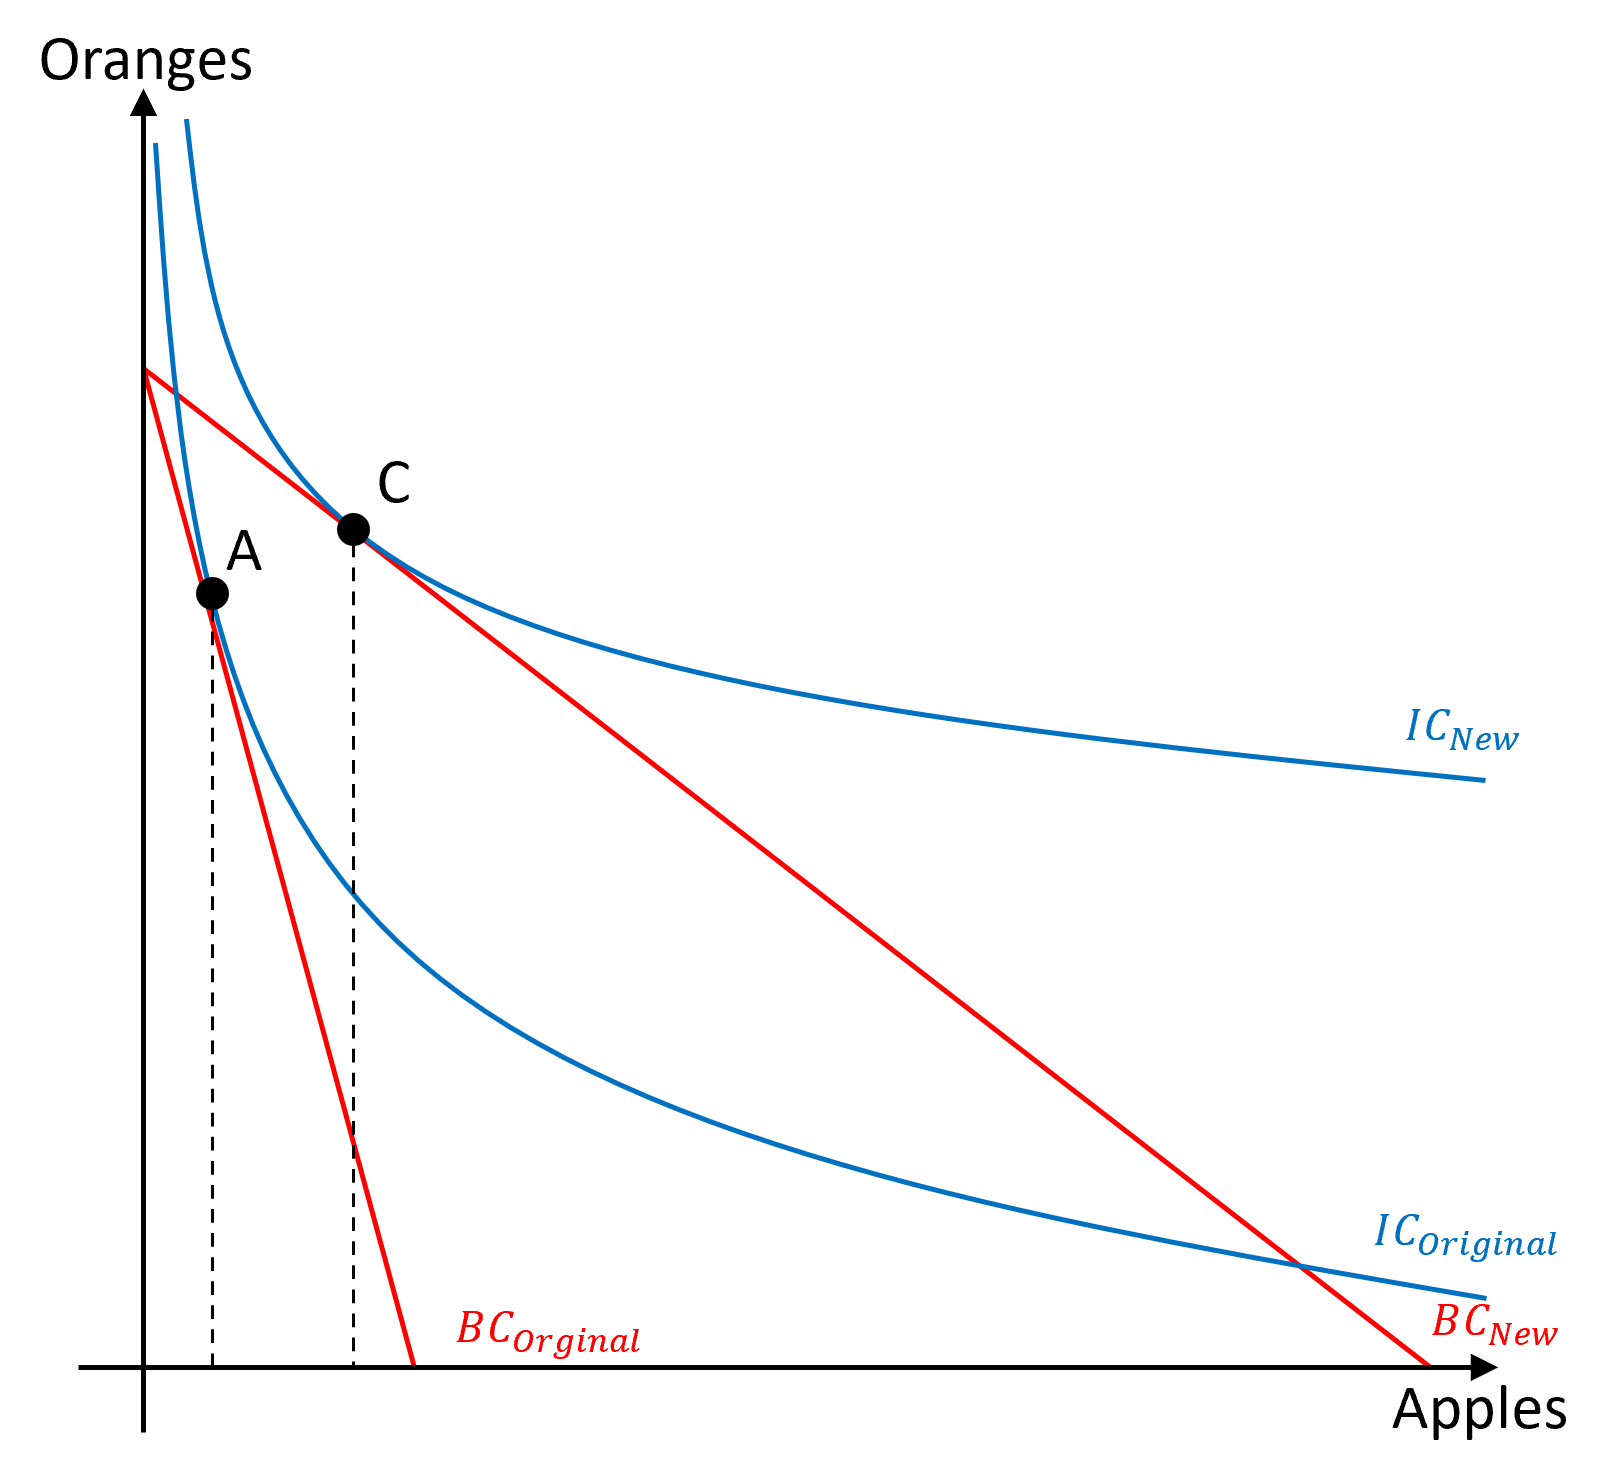 Oranges
C
A
IC_New
IC_Original
BC_Orginal
BC_New
Apples